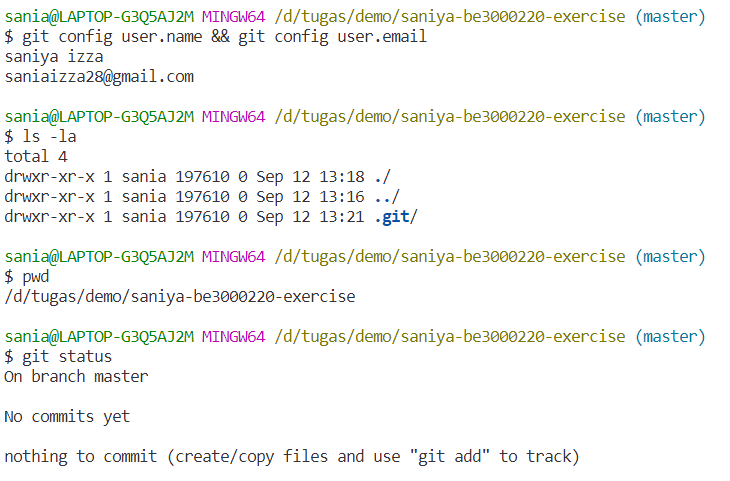 sania@LAPTOP-G3Q5AJ2M MINGW64 /d/tugas/demo/saniya-be3000220-exercise (master)
$ git config user.name && git config user.email
saniya izza
saniaizza28@gmail.com

sania@LAPTOP-G3Q5AJ2M MINGW64 /d/tugas/demo/saniya-be3000220-exercise (master)
$ ls -la
total 4
drwxr-xr-x 1 sania 197610 0 Sep 12 13:18 ./
drwxr-xr-x 1 sania 197610 0 Sep 12 13:16 ../
drwxr-xr-x 1 sania 197610 0 Sep 12 13:21 .git/

sania@LAPTOP-G3Q5AJ2M MINGW64 /d/tugas/demo/saniya-be3000220-exercise (master)
$ pwd
/d/tugas/demo/saniya-be3000220-exercise

sania@LAPTOP-G3Q5AJ2M MINGW64 /d/tugas/demo/saniya-be3000220-exercise (master)
$ git status
On branch master

No commits yet

nothing to commit (create/copy files and use "git add" to track)